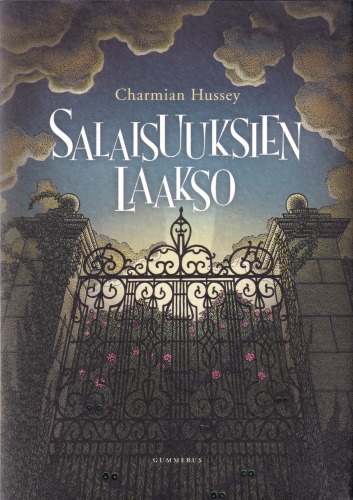 Charmian Hussey
SALAISUUKSIEN
LAAKSO
GUMMERUS